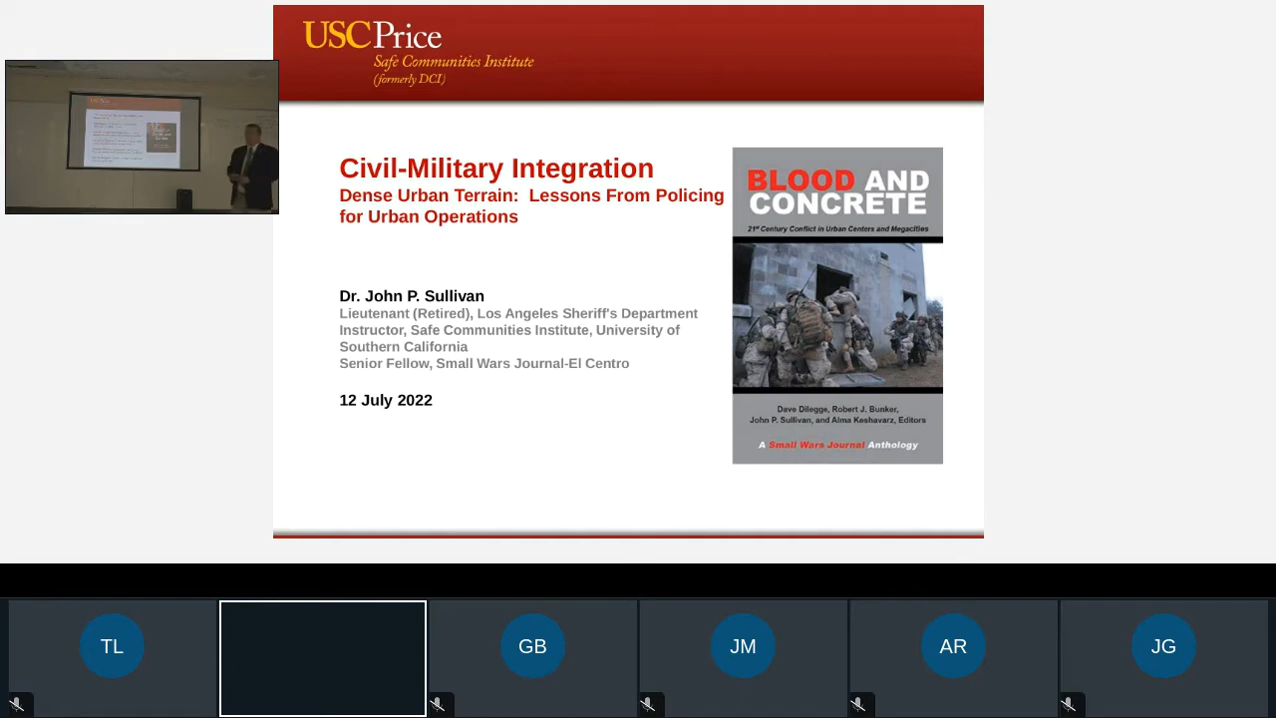 USC Price
Safe Communities Institute
(formerly DCI)
Civil-Military Integration
Dense Urban Terrain:  Lessons From Policing
for Urban Operations
Dr. John P. Sullivan
Lieutenant (Retired), Los Angeles Sheriff's Department
Instructor, Safe Communities Institute, University of
Southern California
Senior Fellow, Small Wars Journal-El Centro
12 July 2022
BLOOD AND
CONCRETE
21st Century Conflict in Urban Centers and Megacities
Dave Dilegge, Robert J. Bunker,
John P. Sullivan, and Alma Keshavarz, Editors
A Small Wars Journal Anthology
TL
GB
JM
AR
JG